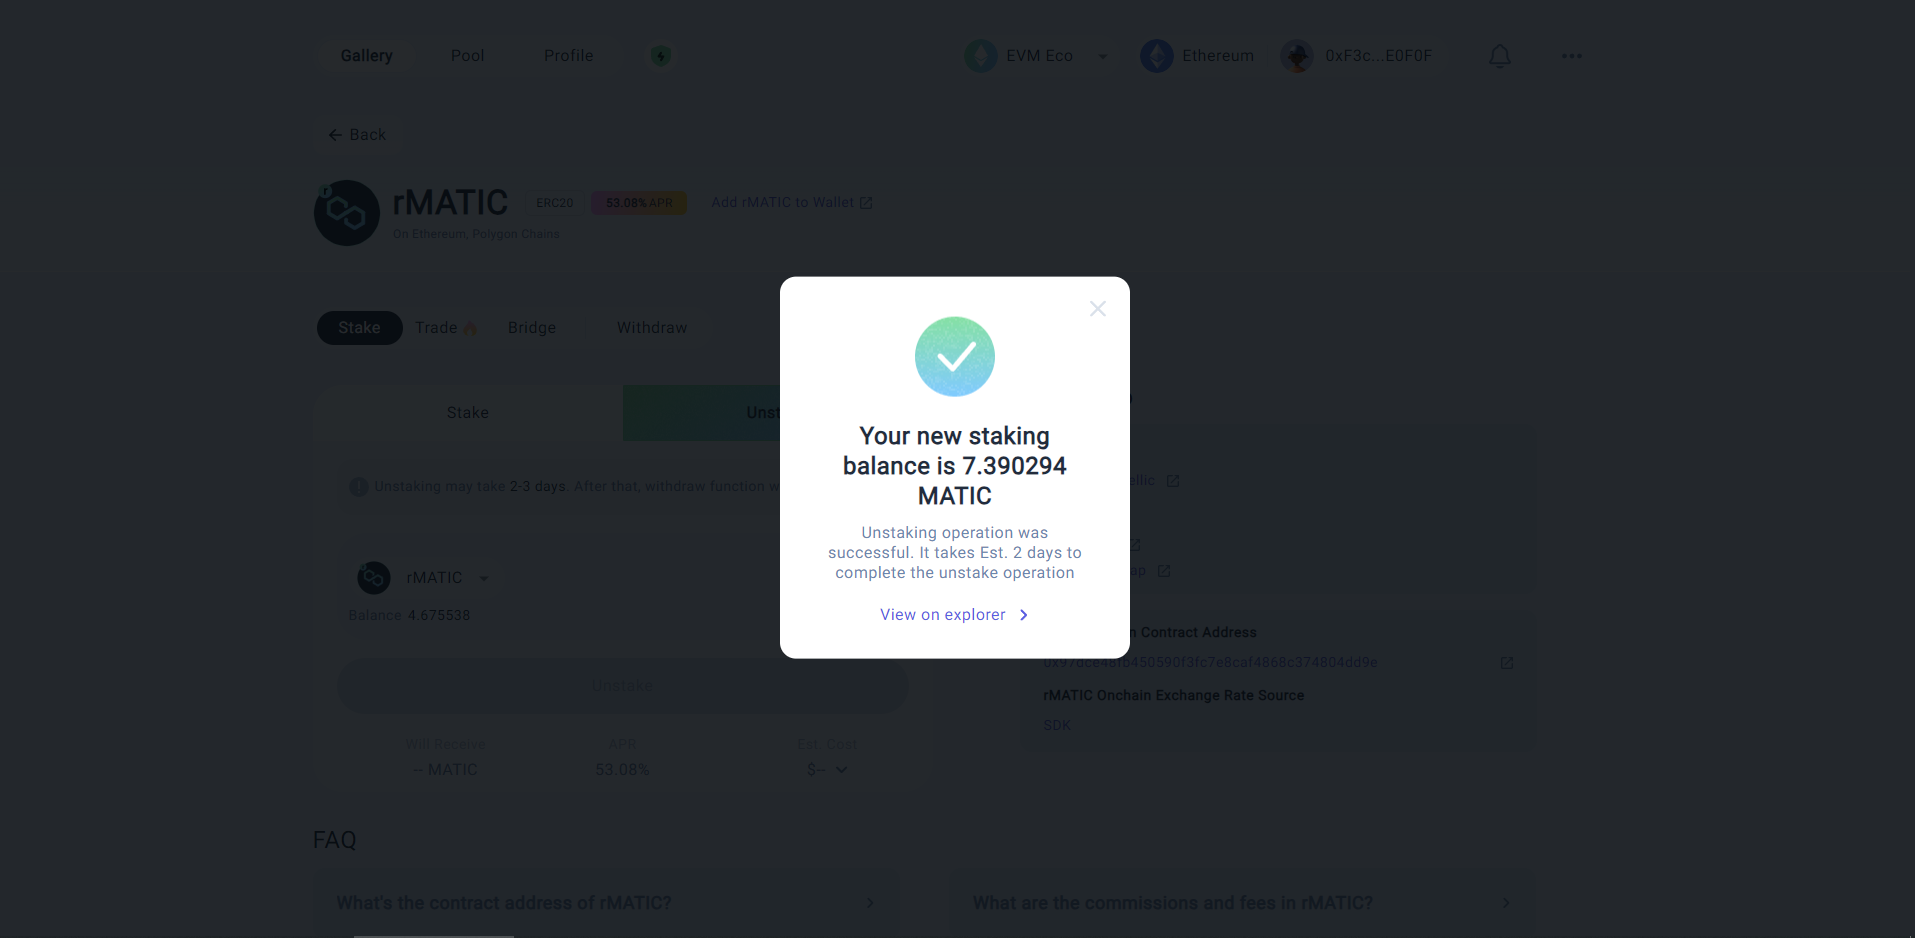 Gallery Pool Profile EVM Eco Ethereum 0xF3c...E0F0F
Back
r
rMATIC ERC20 53.08% APR Add rMATIC to Wallet
On Ethereum, Polygon Chains
Stake Trade Bridge Withdraw
Stake Unst
Unstaking may take 2-3 days. After that, withdraw function w
rMATIC
Balance 4.675538
Unstake
Will Receive APR Est. Cost
-- MATIC 53.08% $--
Your new staking
balance is 7.390294
MATIC
Unstaking operation was
successful. It takes Est. 2 days to
complete the unstake operation
View on explorer
llic
ap
n Contract Address
0x97dce48fb450590f3fc7e8caf4868c374804dd9e
rMATIC Onchain Exchange Rate Source
SDK
FAQ
What's the contract address of rMATIC?
What are the commissions and fees in rMATIC?